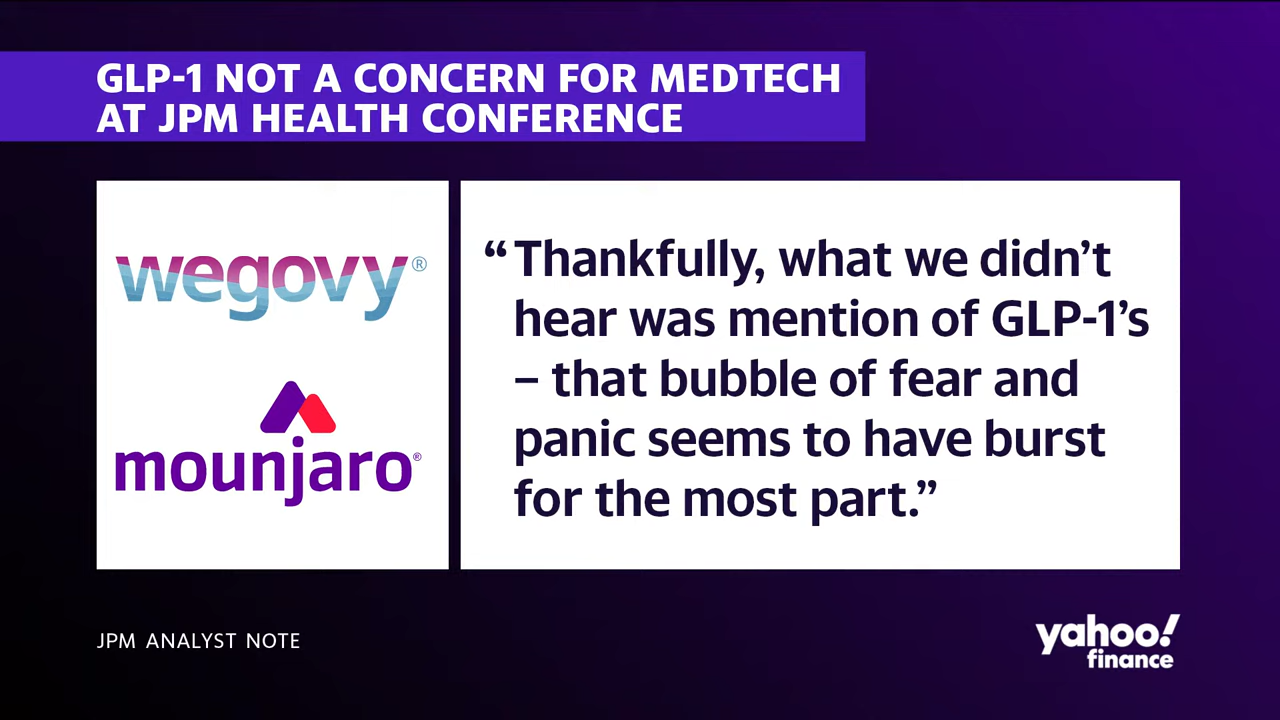 GLP-1 NOT A CONCERN FOR MEDTECH
AT JPM HEALTH CONFERENCE
wegovy®
mounjaro®
“Thankfully, what we didn’t
hear was mention of GLP-1’s
– that bubble of fear and
panic seems to have burst
for the most part.”
JPM ANALYST NOTE
yahoo!
finance